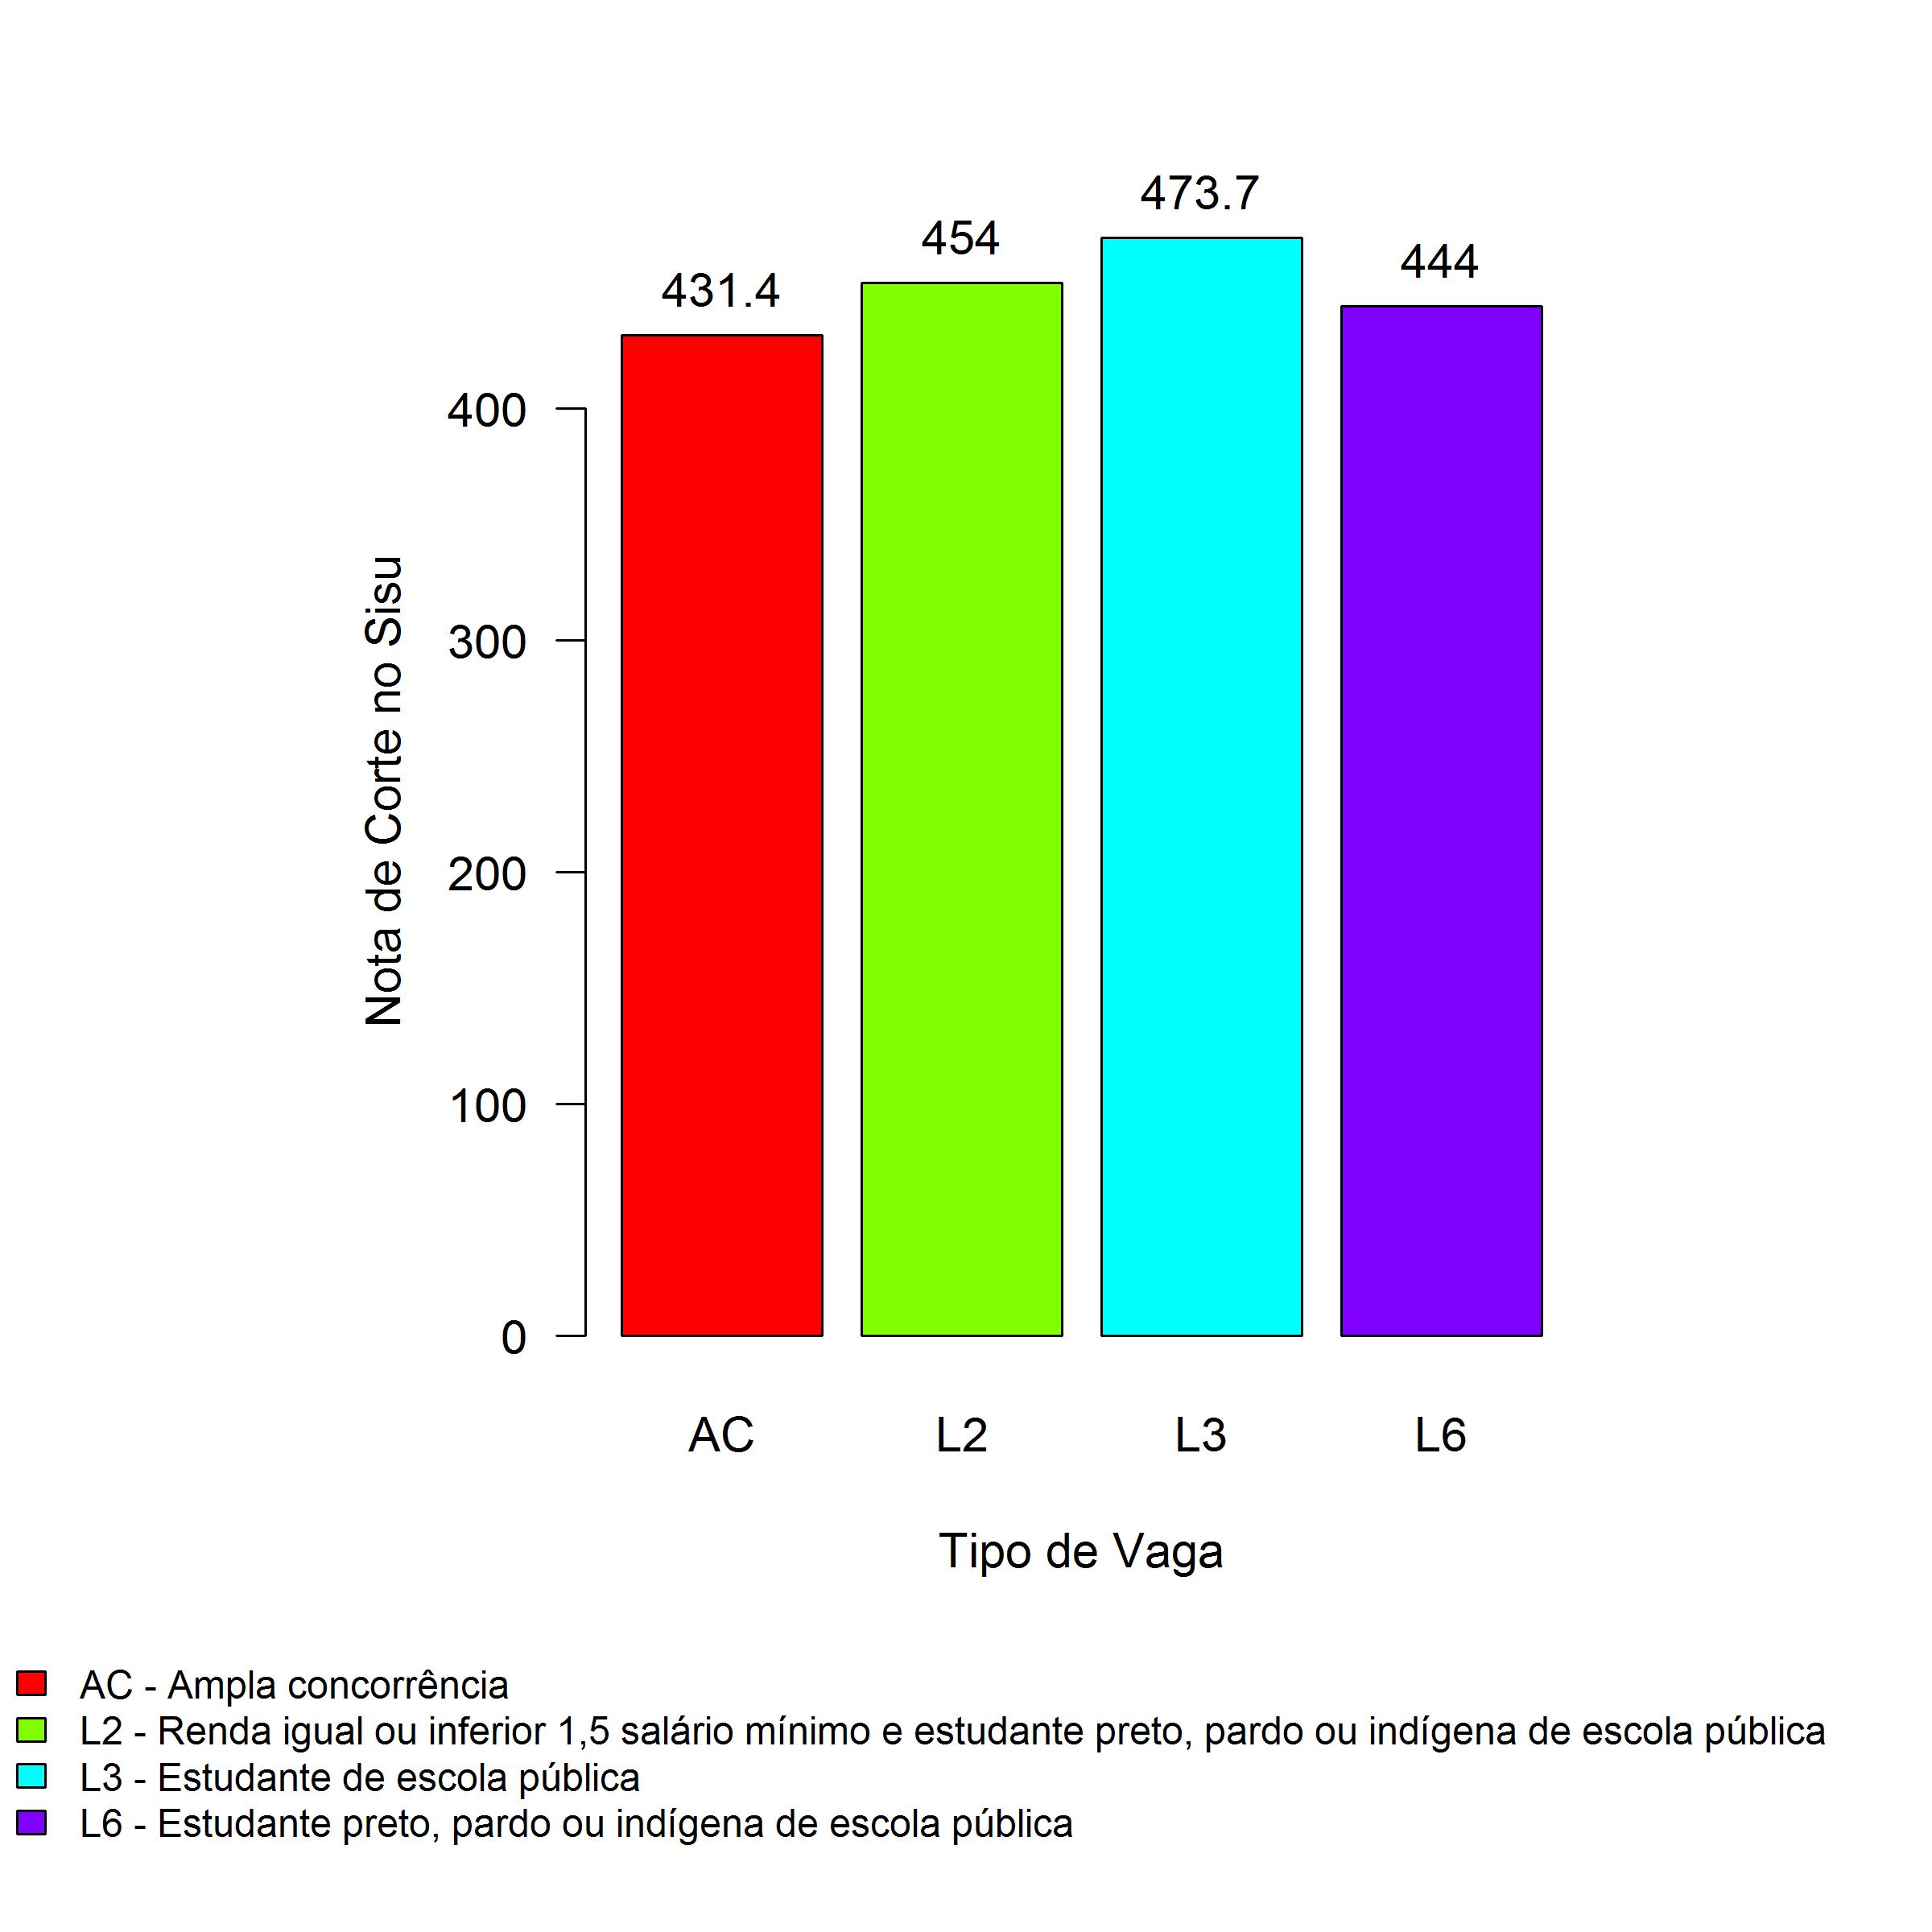 473.7
454
444
431.4
400
300
200
100
0
Nota de Corte no Sisu
AC L2 L3 L6
Tipo de Vaga
AC - Ampla concorrência
L2 - Renda igual ou inferior 1,5 salário mínimo e estudante preto, pardo ou indígena de escola pública
L3 - Estudante de escola pública
L6 - Estudante preto, pardo ou indígena de escola pública